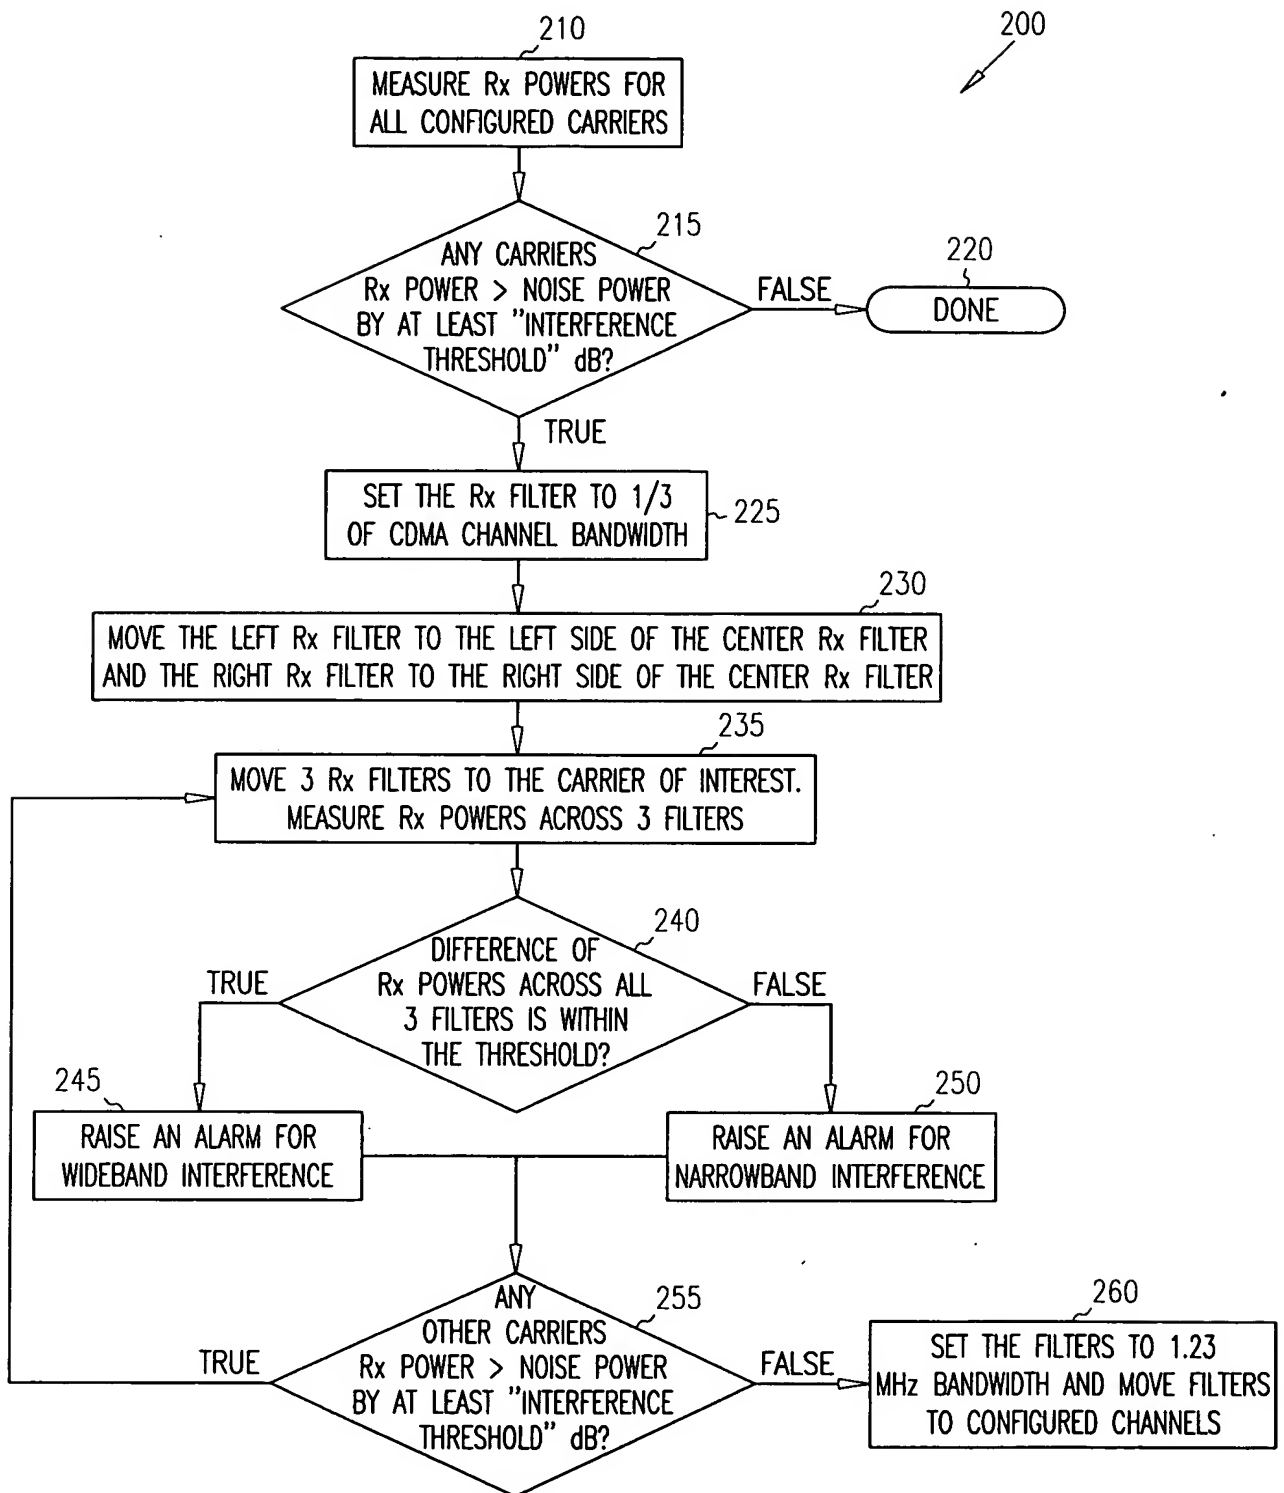 200
210
MEASURE Rx POWERS FOR
ALL CONFIGURED CARRIERS
215
ANY CARRIERS
Rx POWER > NOISE POWER
BY AT LEAST "INTERFERENCE
THRESHOLD" dB?
FALSE
220
DONE
TRUE
SET THE Rx FILTER TO 1/3
OF CDMA CHANNEL BANDWIDTH
225
230
MOVE THE LEFT Rx FILTER TO THE LEFT SIDE OF THE CENTER Rx FILTER
AND THE RIGHT Rx FILTER TO THE RIGHT SIDE OF THE CENTER Rx FILTER
235
MOVE 3 Rx FILTERS TO THE CARRIER OF INTEREST.
MEASURE Rx POWERS ACROSS 3 FILTERS
240
DIFFERENCE OF
Rx POWERS ACROSS ALL
3 FILTERS IS WITHIN
THE THRESHOLD?
TRUE
FALSE
245
RAISE AN ALARM FOR
WIDEBAND INTERFERENCE
250
RAISE AN ALARM FOR
NARROWBAND INTERFERENCE
255
ANY
OTHER CARRIERS
Rx POWER > NOISE POWER
BY AT LEAST "INTERFERENCE
THRESHOLD" dB?
TRUE
FALSE
260
SET THE FILTERS TO 1.23
MHz BANDWIDTH AND MOVE FILTERS
TO CONFIGURED CHANNELS